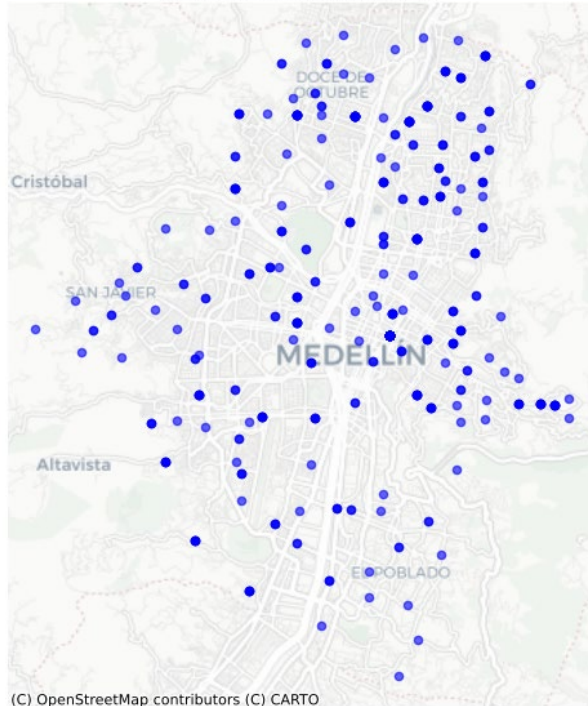 DOCE DE
OCTUBRE
Cristóbal
SAN JAVIER
MEDELLÍN
Altavista
EL POBLADO
(C) OpenStreetMap contributors (C) CARTO